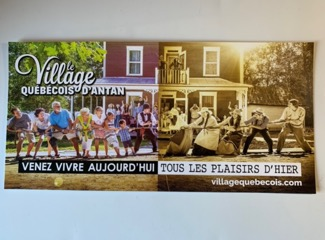 le
Village
QUÉBÉCOIS D'ANTAN
VENEZ VIVRE AUJOURD'HUI TOUS LES PLAISIRS D'HIER
villagequebecois.com